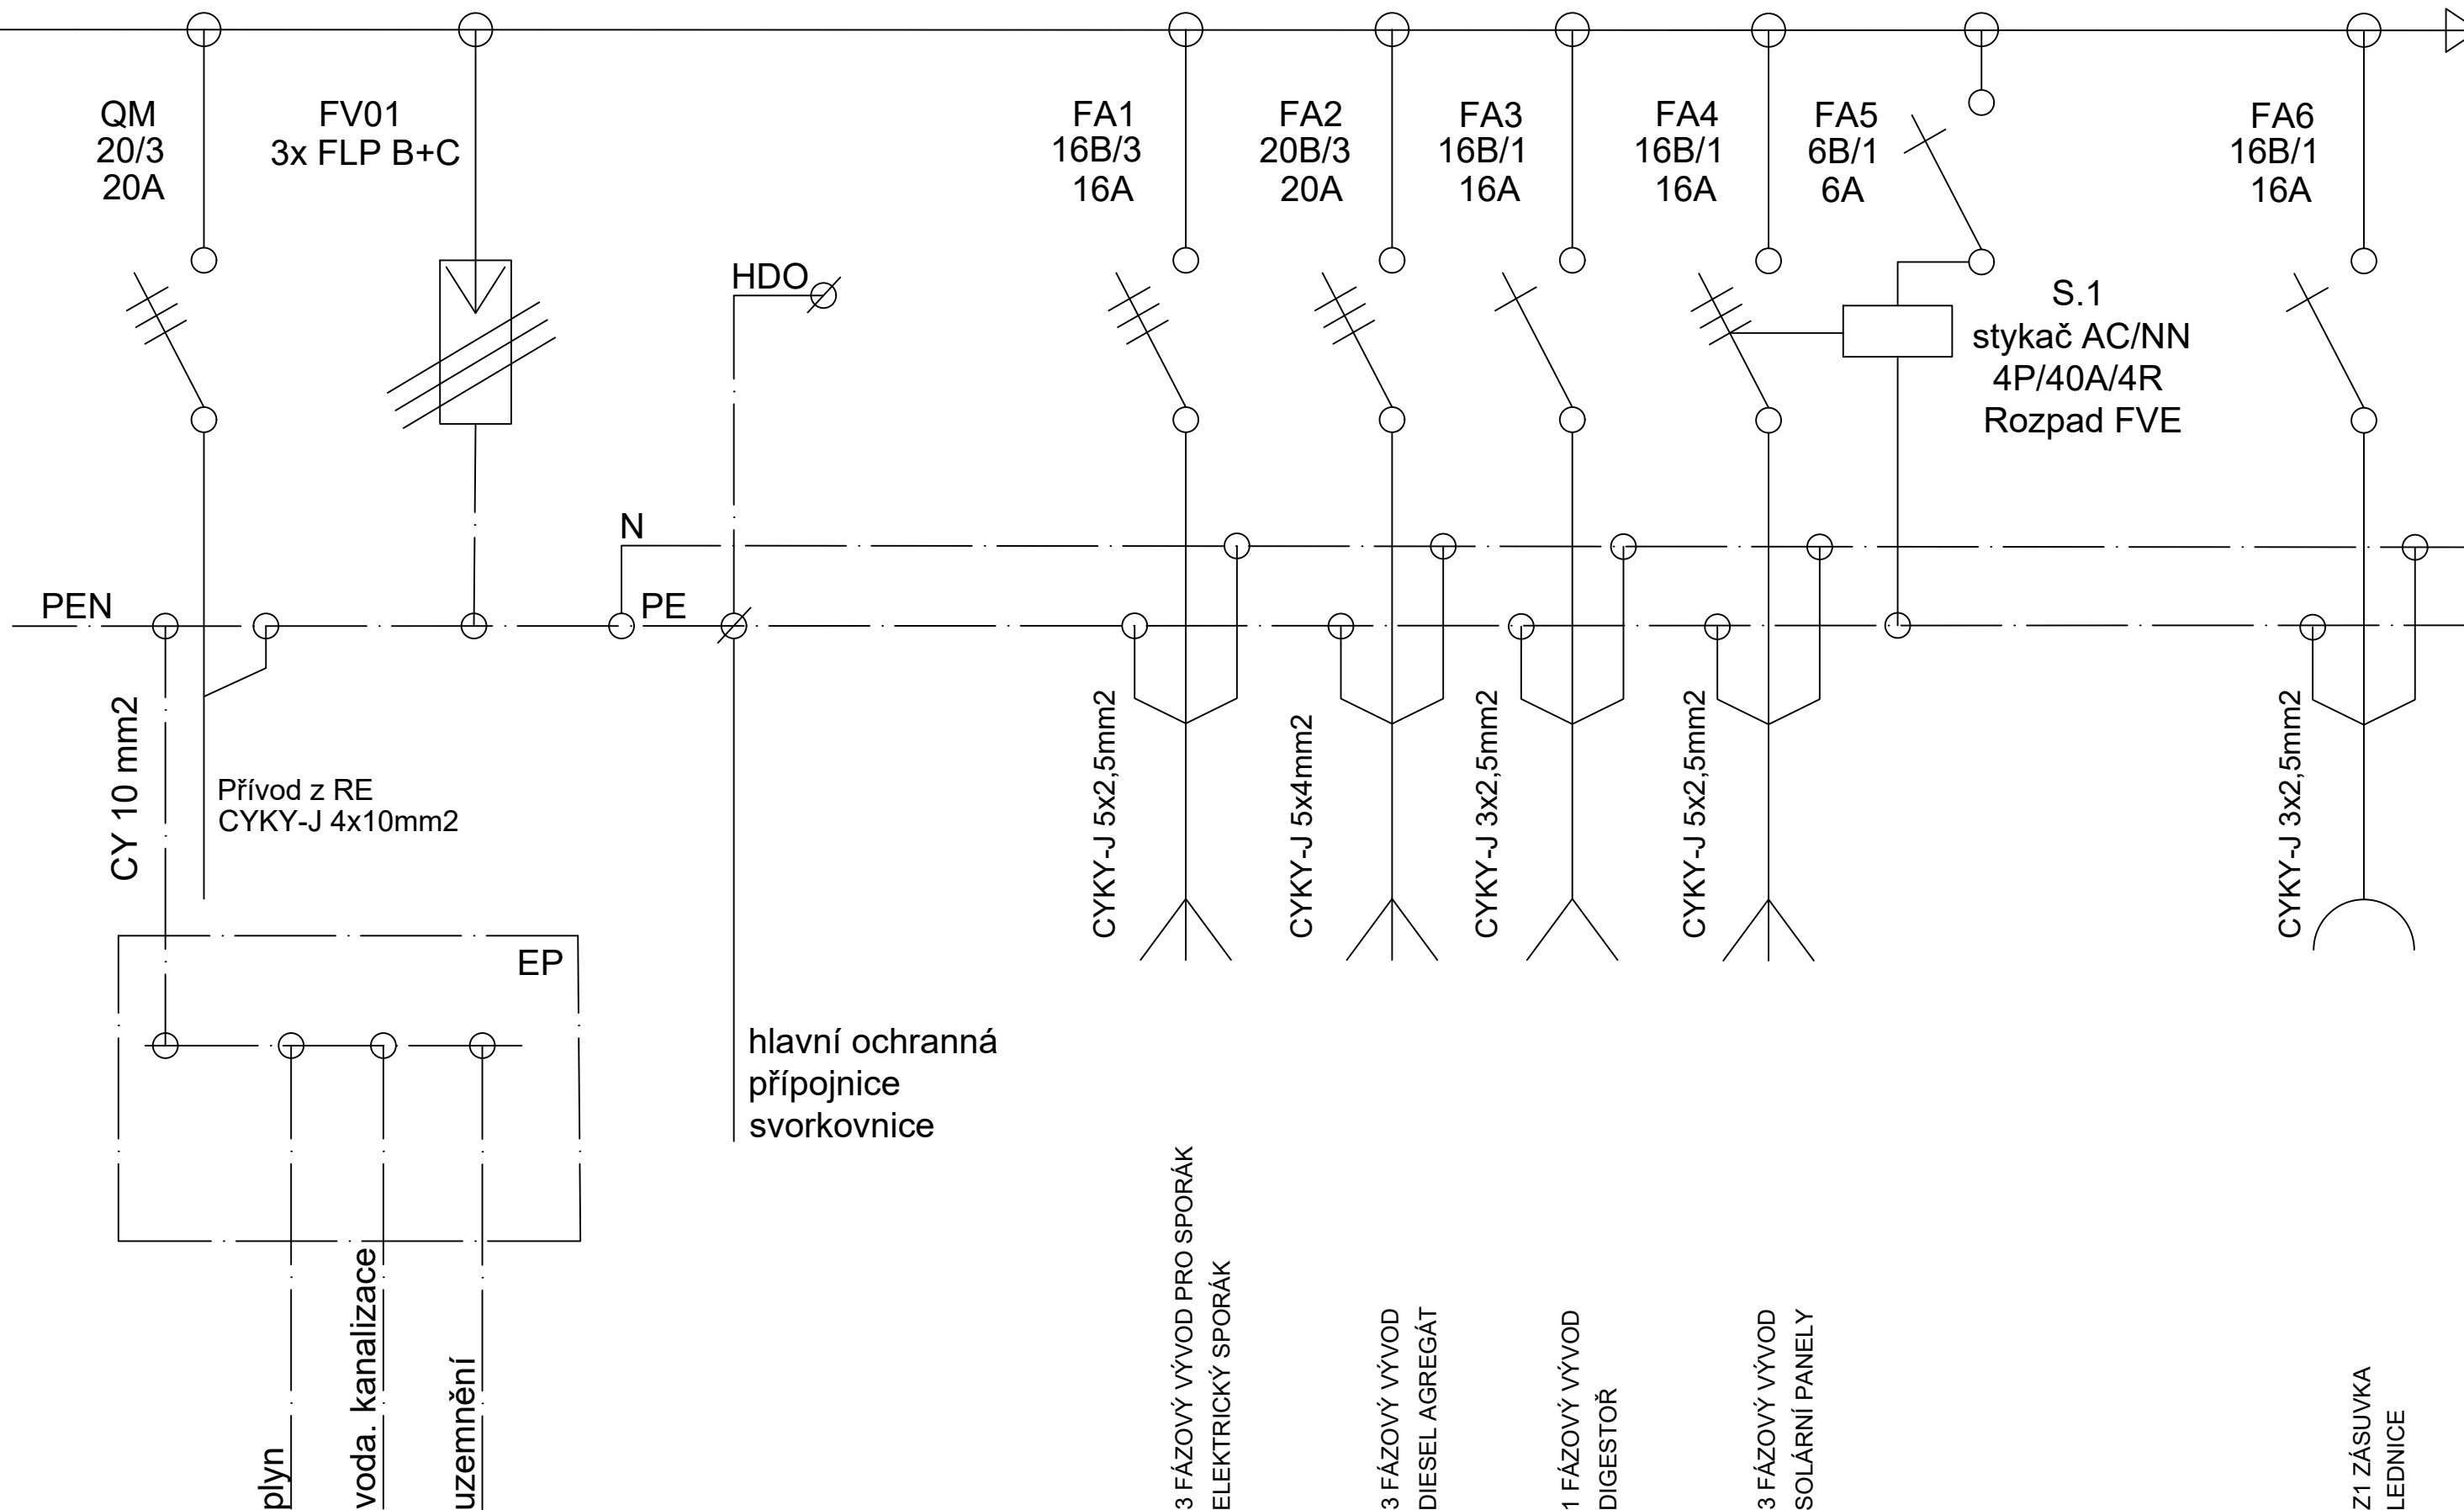 QM
20/3
20A
FV01
3x FLP B+C
FA1
16B/3
16A
FA2
20B/3
20A
FA3
16B/1
16A
FA4
16B/1
16A
FA5
6B/1
6A
FA6
16B/1
16A
HDO
S.1
stykač AC/NN
4P/40A/4R
Rozpad FVE
N
PEN
PE
CY 10 mm2
Přívod z RE
CYKY-J 4x10mm2
CYKY-J 5x2,5mm2
CYKY-J 5x4mm2
CYKY-J 3x2,5mm2
CYKY-J 5x2,5mm2
CYKY-J 3x2,5mm2
EP
hlavní ochranná
přípojnice
svorkovnice
plyn
voda. kanalizace
uzemnění
3 FÁZOVÝ VÝVOD PRO SPORÁK
ELEKTRICKÝ SPORÁK
3 FÁZOVÝ VÝVOD
DIESEL AGREGÁT
1 FÁZOVÝ VÝVOD
DIGESTOŘ
3 FÁZOVÝ VÝVOD
SOLÁRNÍ PANELY
Z1 ZÁSUVKA
LEDNICE